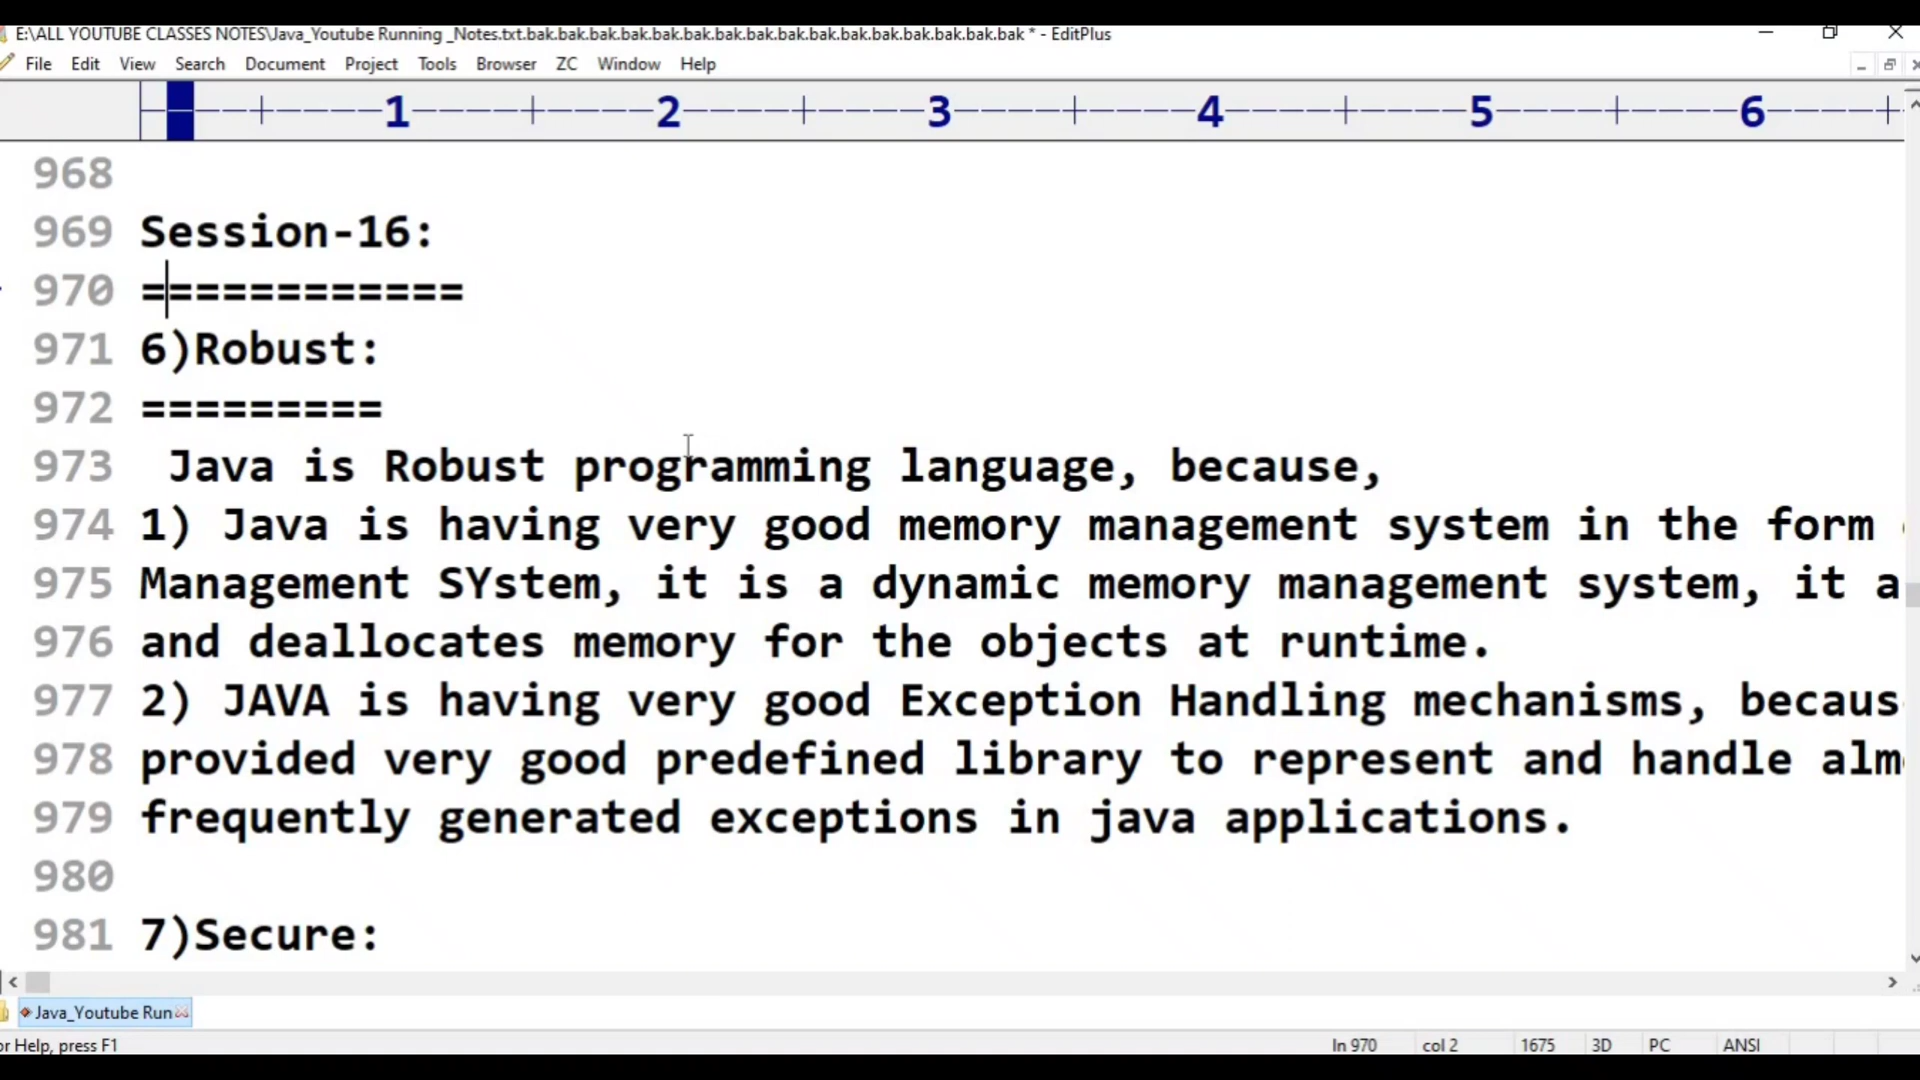 E:\ALL YOUTUBE CLASSES NOTES\Java_Youtube Running _Notes.txt.bak.bak.bak.bak.bak.bak.bak.bak.bak.bak.bak.bak.bak.bak.bak.bak * - EditPlus
File Edit View Search Document Project Tools Browser ZC Window Help
1 2 3 4 5 6
968
969 Session-16:
970 ============
971 6)Robust:
972 =========
973 Java is Robust programming language, because,
974 1) Java is having very good memory management system in the form
975 Management SYstem, it is a dynamic memory management system, it a
976 and deallocates memory for the objects at runtime.
977 2) JAVA is having very good Exception Handling mechanisms, becaus
978 provided very good predefined library to represent and handle alm
979 frequently generated exceptions in java applications.
980
981 7)Secure:
Java_Youtube Run
or Help, press F1 ln 970 col 2 1675 3D PC ANSI